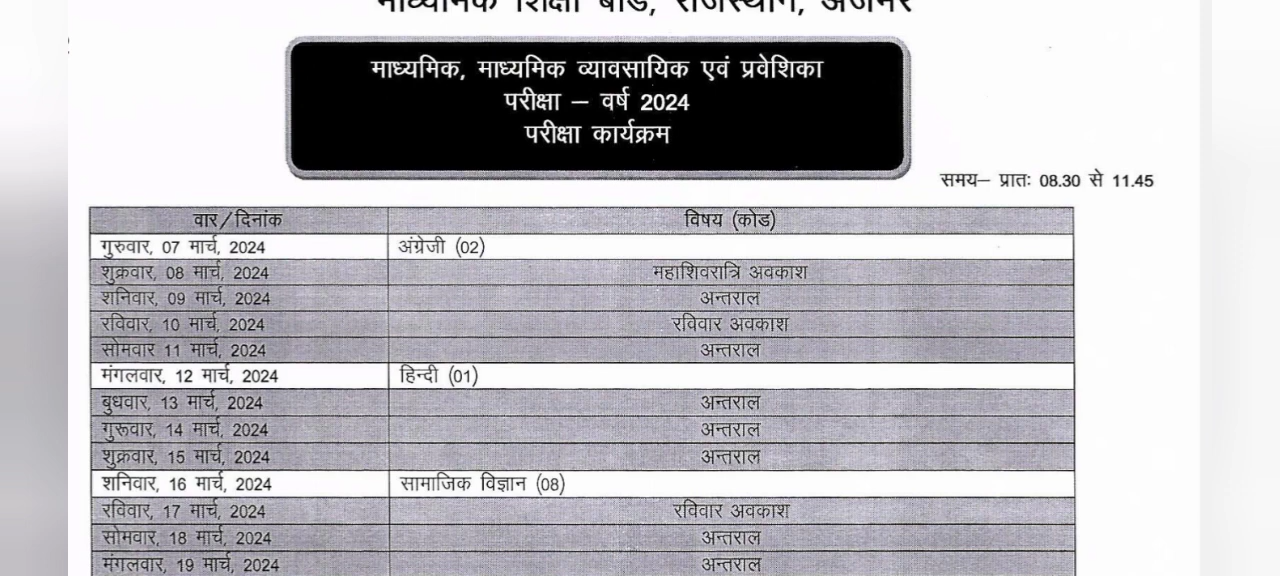 माध्यमिक शिक्षा बोर्ड, राजस्थान, अजमेर
माध्यमिक, माध्यमिक व्यावसायिक एवं प्रवेशिका
परीक्षा – वर्ष 2024
परीक्षा कार्यक्रम
समय– प्रातः 08.30 से 11.45
वार/दिनांक विषय (कोड)
गुरुवार, 07 मार्च, 2024 अंग्रेजी (02)
शुक्रवार, 08 मार्च, 2024 महाशिवरात्रि अवकाश
शनिवार, 09 मार्च, 2024 अन्तराल
रविवार, 10 मार्च, 2024 रविवार अवकाश
सोमवार 11 मार्च, 2024 अन्तराल
मंगलवार, 12 मार्च, 2024 हिन्दी (01)
बुधवार, 13 मार्च, 2024 अन्तराल
गुरूवार, 14 मार्च, 2024 अन्तराल
शुक्रवार, 15 मार्च, 2024 अन्तराल
शनिवार, 16 मार्च, 2024 सामाजिक विज्ञान (08)
रविवार, 17 मार्च, 2024 रविवार अवकाश
सोमवार, 18 मार्च, 2024 अन्तराल
मंगलवार, 19 मार्च, 2024 अन्तराल